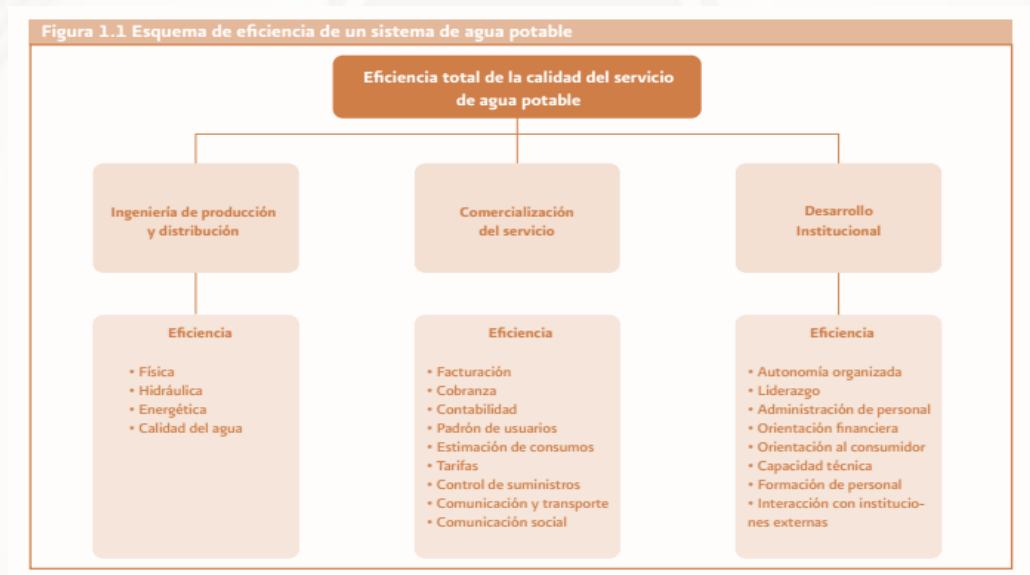 Figura 1.1 Esquema de eficiencia de un sistema de agua potable
Eficiencia total de la calidad del servicio
de agua potable
Ingeniería de producción
y distribución
Comercialización
del servicio
Desarrollo
Institucional
Eficiencia
• Física
• Hidráulica
• Energética
• Calidad del agua
Eficiencia
• Facturación
• Cobranza
• Contabilidad
• Padrón de usuarios
• Estimación de consumos
• Tarifas
• Control de suministros
• Comunicación y transporte
• Comunicación social
Eficiencia
• Autonomía organizada
• Liderazgo
• Administración de personal
• Orientación financiera
• Orientación al consumidor
• Capacidad técnica
• Formación de personal
• Interacción con institucio-
nes externas